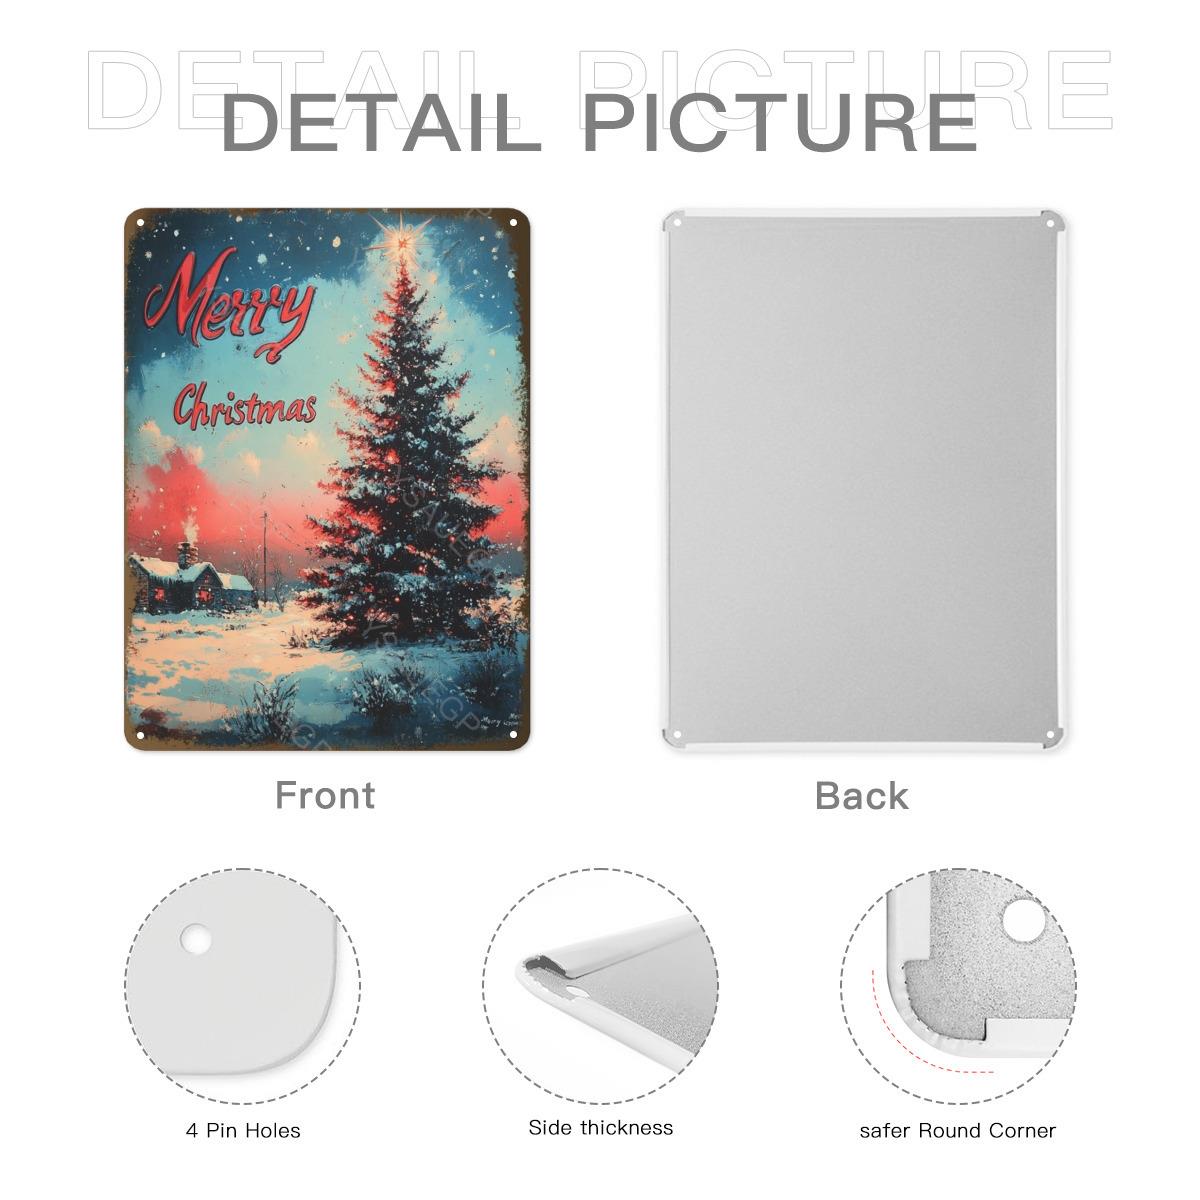 DETAIL PICTURE
DETAIL PICTURE
Merry
Christmas
Front
Back
4 Pin Holes
Side thickness
safer Round Corner